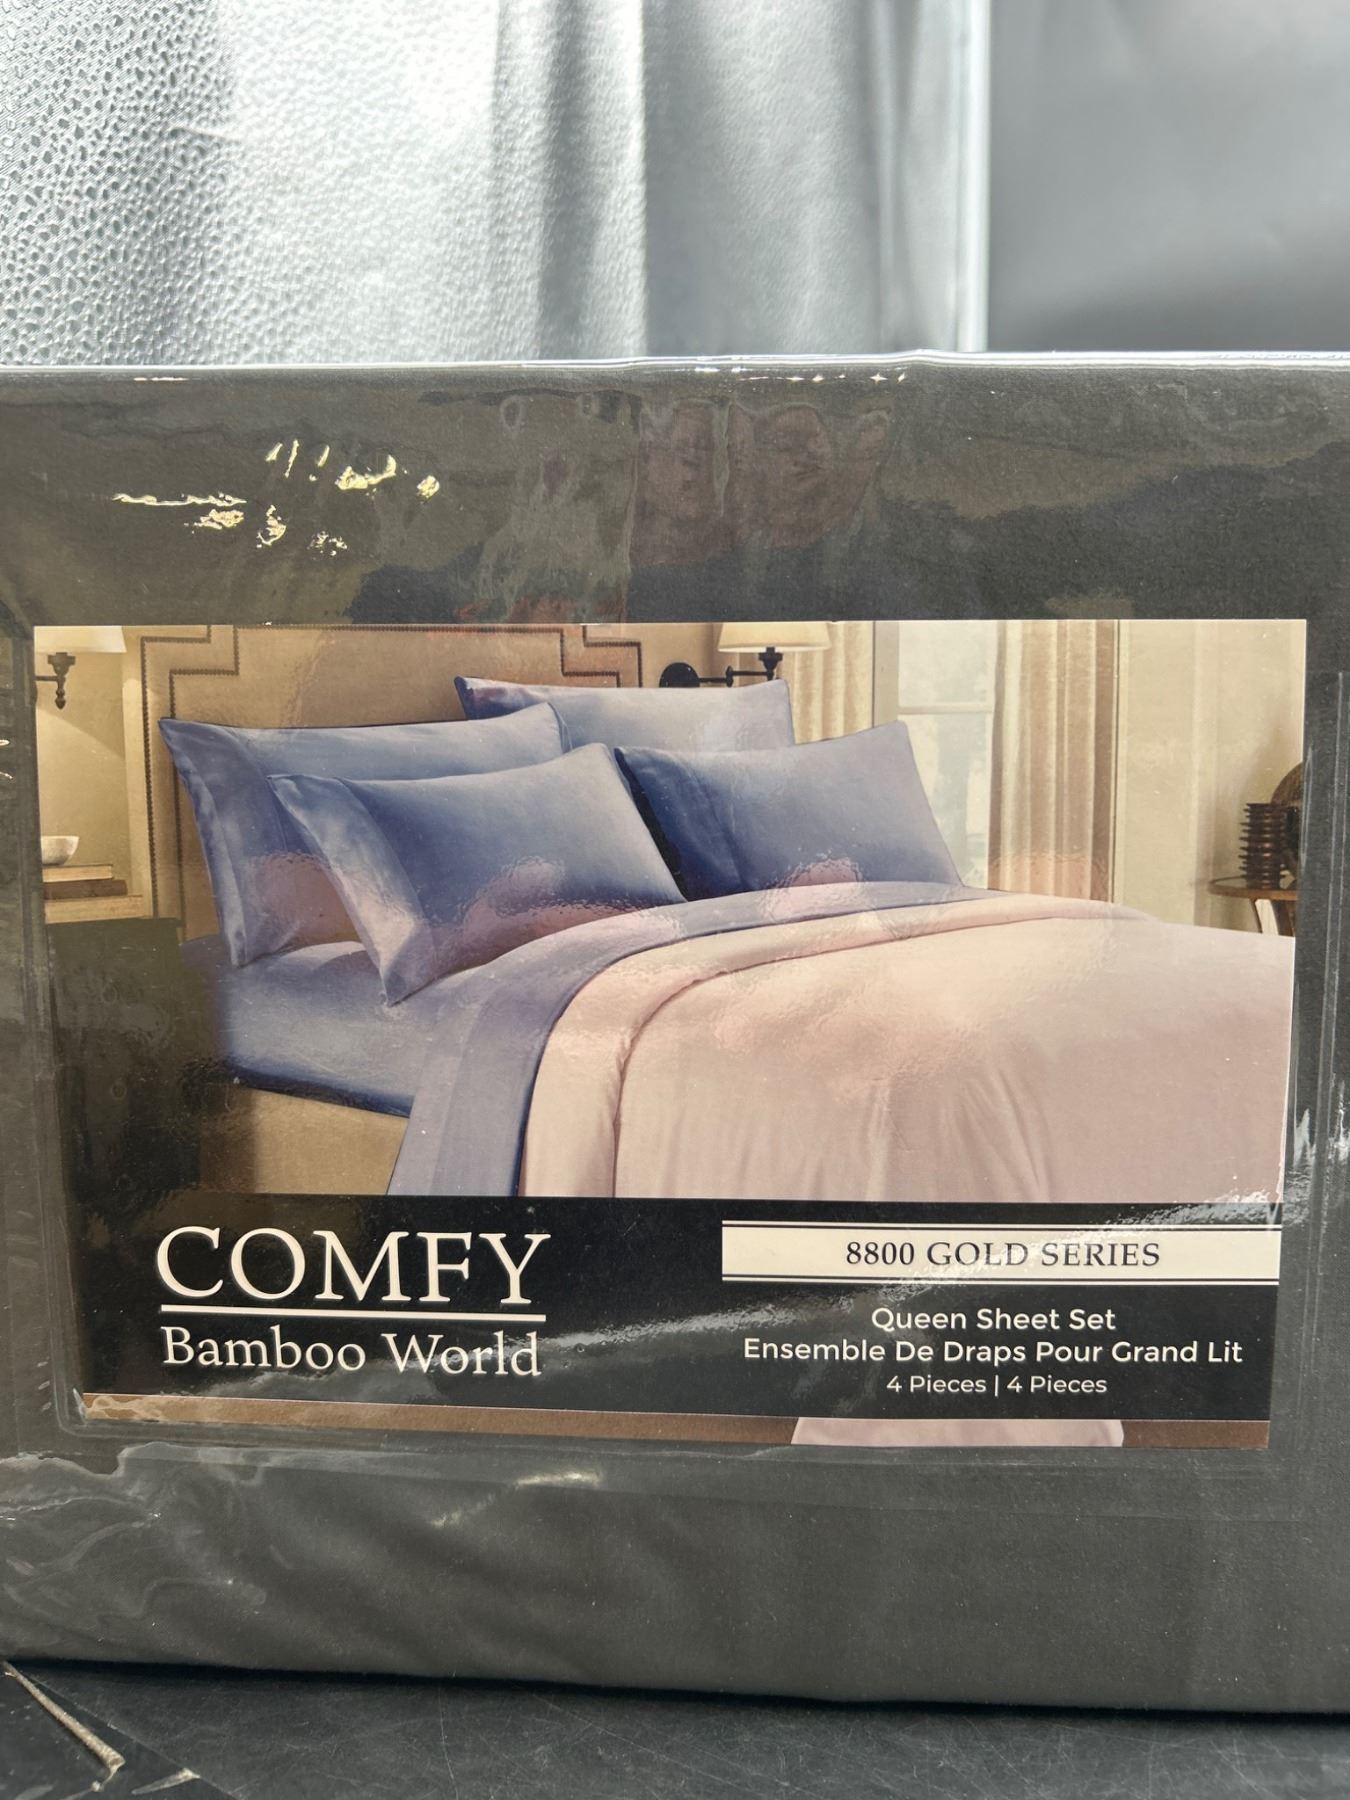 COMFY
Bamboo World
8800 GOLD SERIES
Queen Sheet Set
Ensemble De Draps Pour Grand Lit
4 Pieces | 4 Pieces